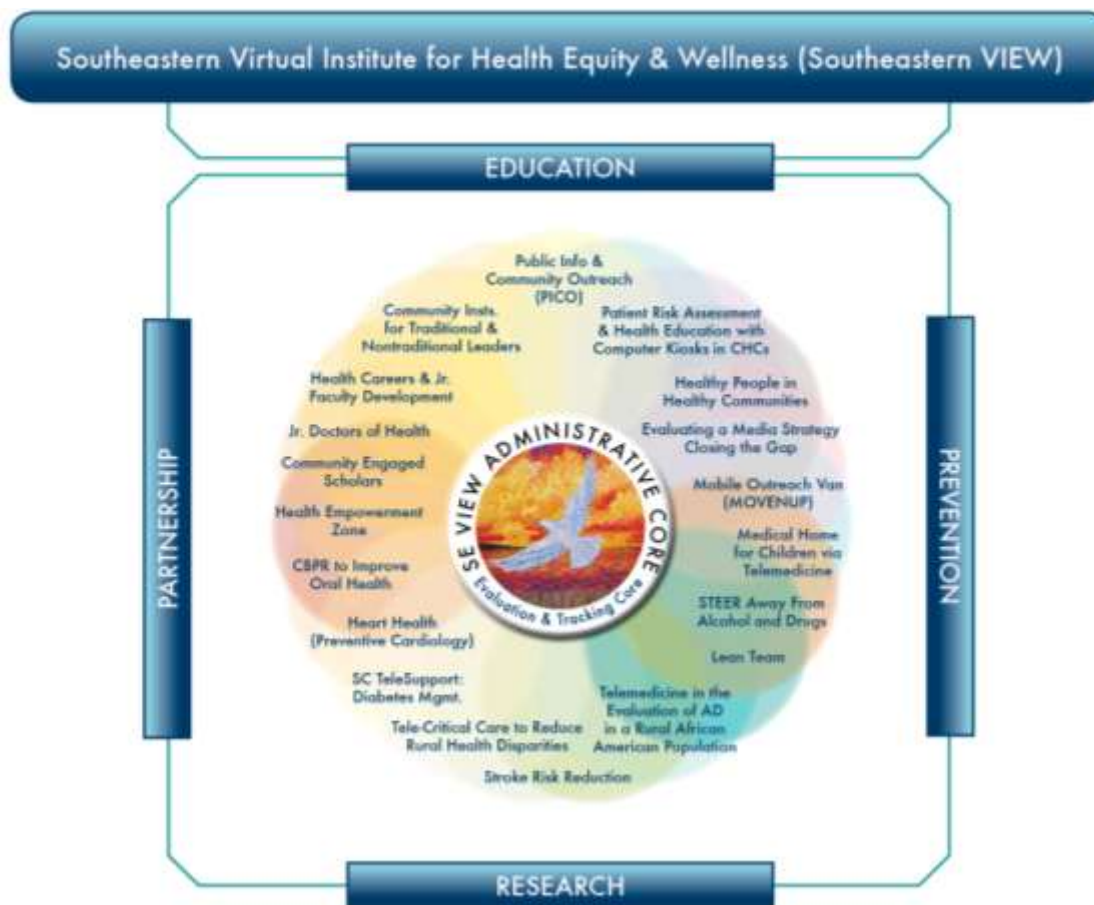 Southeastern Virtual Institute for Health Equity & Wellness (Southeastern VIEW)
EDUCATION
PARTNERSHIP
PREVENTION
Public Info &
Community Outreach
(PICO)
Patient Risk Assessment
& Health Education with
Computer Kiosks in CHCs
Healthy People in
Healthy Communities
Evaluating a Media Strategy
Closing the Gap
Mobile Outreach Van
(MOVENUP)
Medical Home
for Children via
Telemedicine
STEER Away From
Alcohol and Drugs
Lean Team
Telemedicine in the
Evaluation of AD
in a Rural African
American Population
Stroke Risk Reduction
Tele-Critical Care to Reduce
Rural Health Disparities
SC TeleSupport:
Diabetes Mgmt.
Heart Health
(Preventive Cardiology)
CBPR to Improve
Oral Health
Health Empowerment
Zone
Community Engaged
Scholars
Jr. Doctors of Health
Health Careers & Jr.
Faculty Development
Community Insts.
for Traditional &
Nontraditional Leaders
SE VIEW ADMINISTRATIVE CORE
Evaluation & Tracking Core
RESEARCH